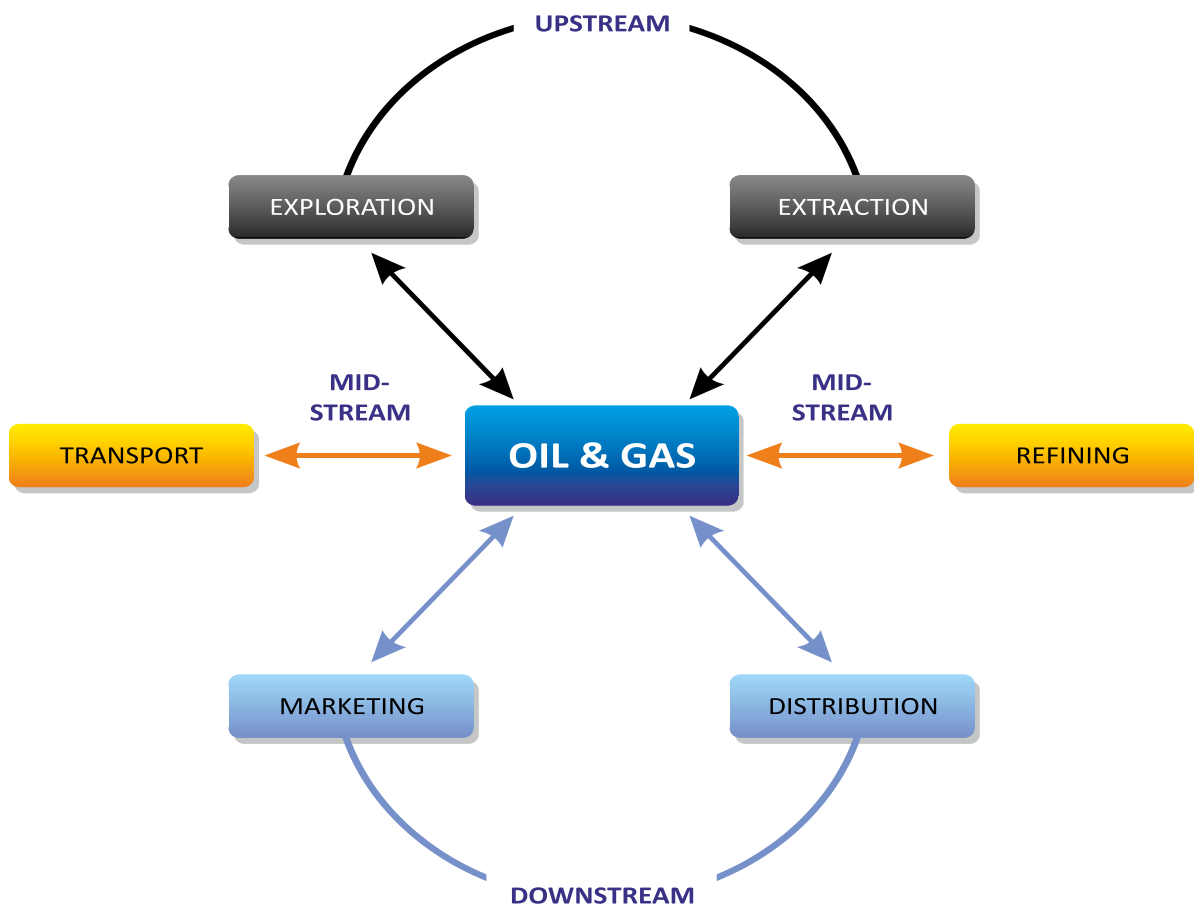 UPSTREAM
EXPLORATION
EXTRACTION
MID-
STREAM
MID-
STREAM
TRANSPORT
OIL & GAS
REFINING
MARKETING
DISTRIBUTION
DOWNSTREAM